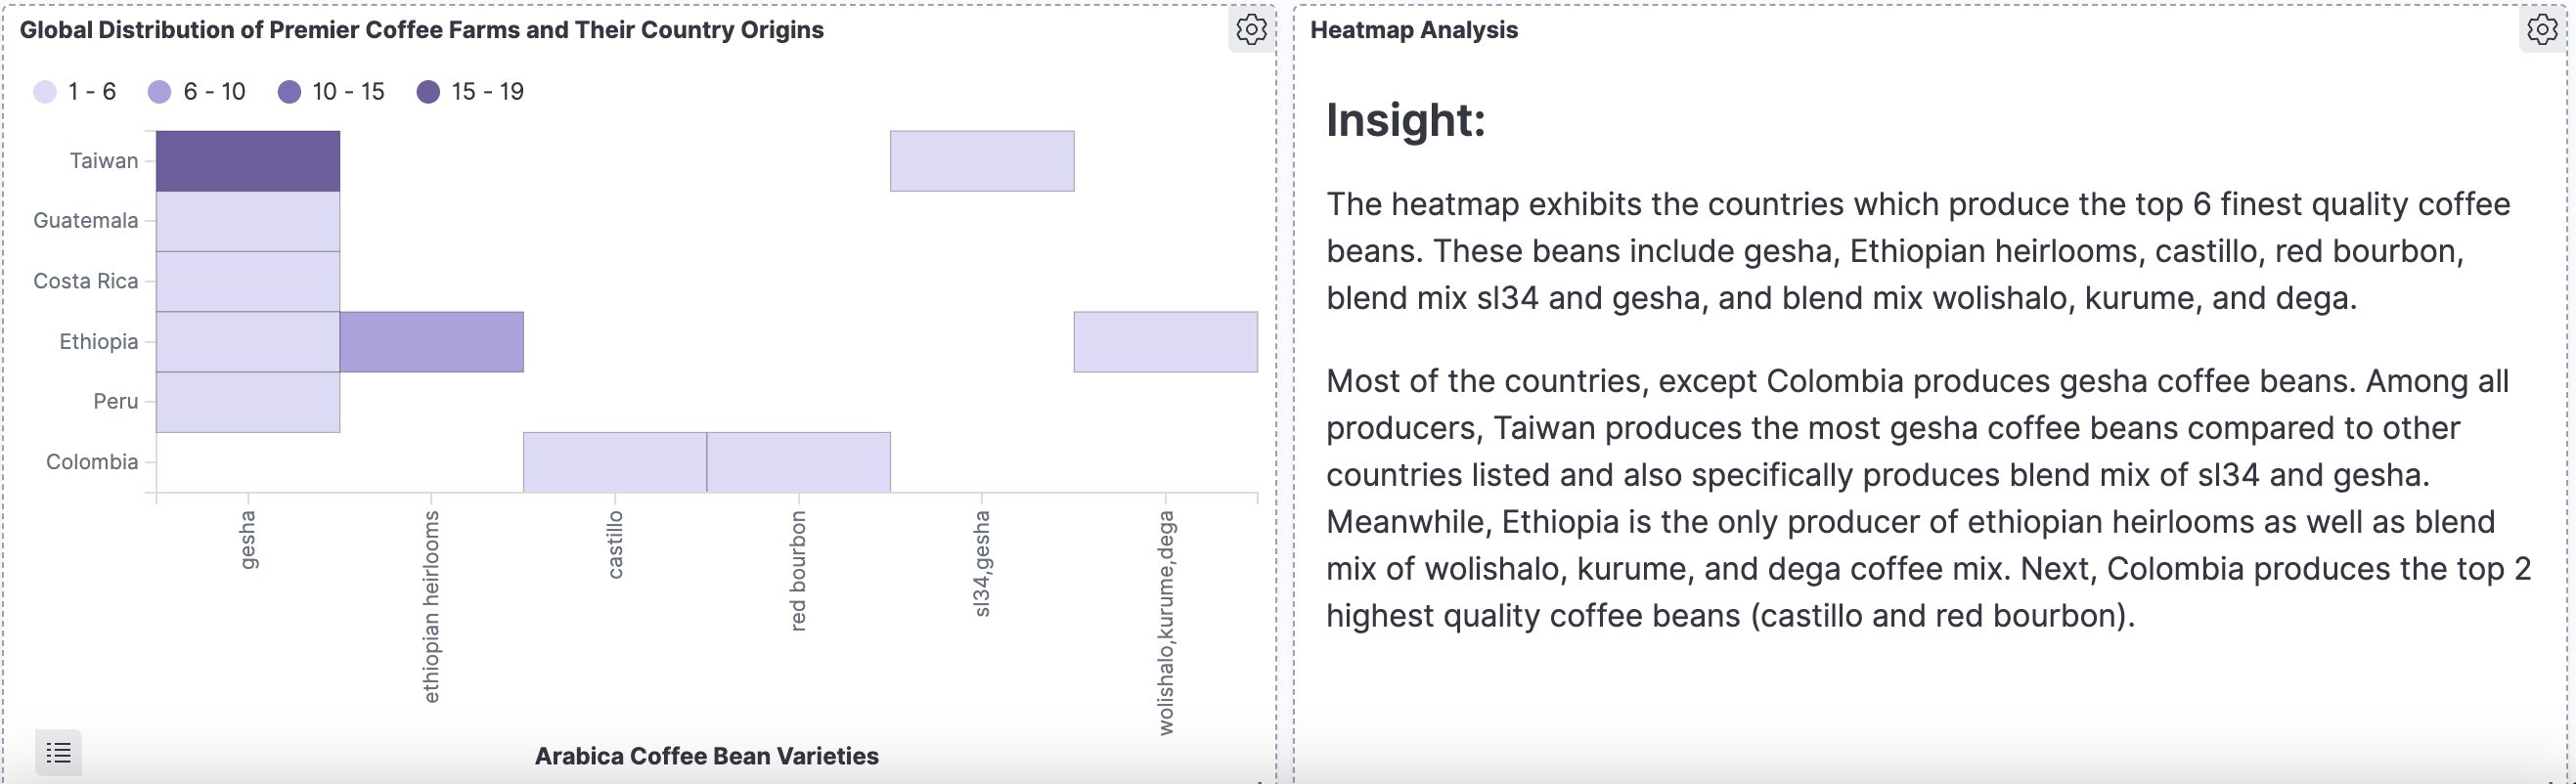 Global Distribution of Premier Coffee Farms and Their Country Origins
1 - 6
6 - 10
10 - 15
15 - 19
Taiwan
Guatemala
Costa Rica
Ethiopia
Peru
Colombia
gesha
ethiopian heirlooms
castillo
red bourbon
sl34,gesha
wolishalo,kurume,dega
Arabica Coffee Bean Varieties
Heatmap Analysis
Insight:
The heatmap exhibits the countries which produce the top 6 finest quality coffee
beans. These beans include gesha, Ethiopian heirlooms, castillo, red bourbon,
blend mix sl34 and gesha, and blend mix wolishalo, kurume, and dega.
Most of the countries, except Colombia produces gesha coffee beans. Among all
producers, Taiwan produces the most gesha coffee beans compared to other
countries listed and also specifically produces blend mix of sl34 and gesha.
Meanwhile, Ethiopia is the only producer of ethiopian heirlooms as well as blend
mix of wolishalo, kurume, and dega coffee mix. Next, Colombia produces the top 2
highest quality coffee beans (castillo and red bourbon).